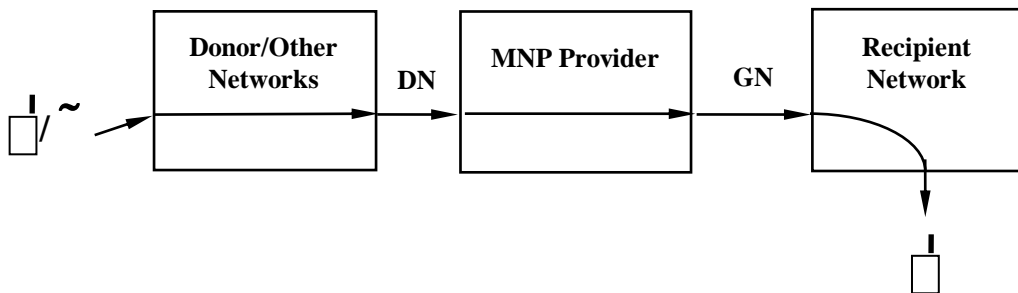 Donor/Other
Networks
DN
MNP Provider
GN
Recipient
Network
/ ~